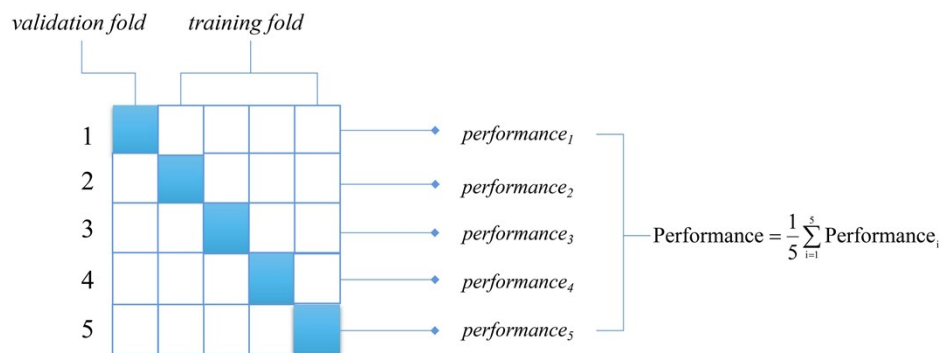 validation fold
training fold
1
performance₁
2
performance₂
3
performance₃
4
performance₄
5
performance₅
Performance = 1/5 5∑i=1 Performanceᵢ